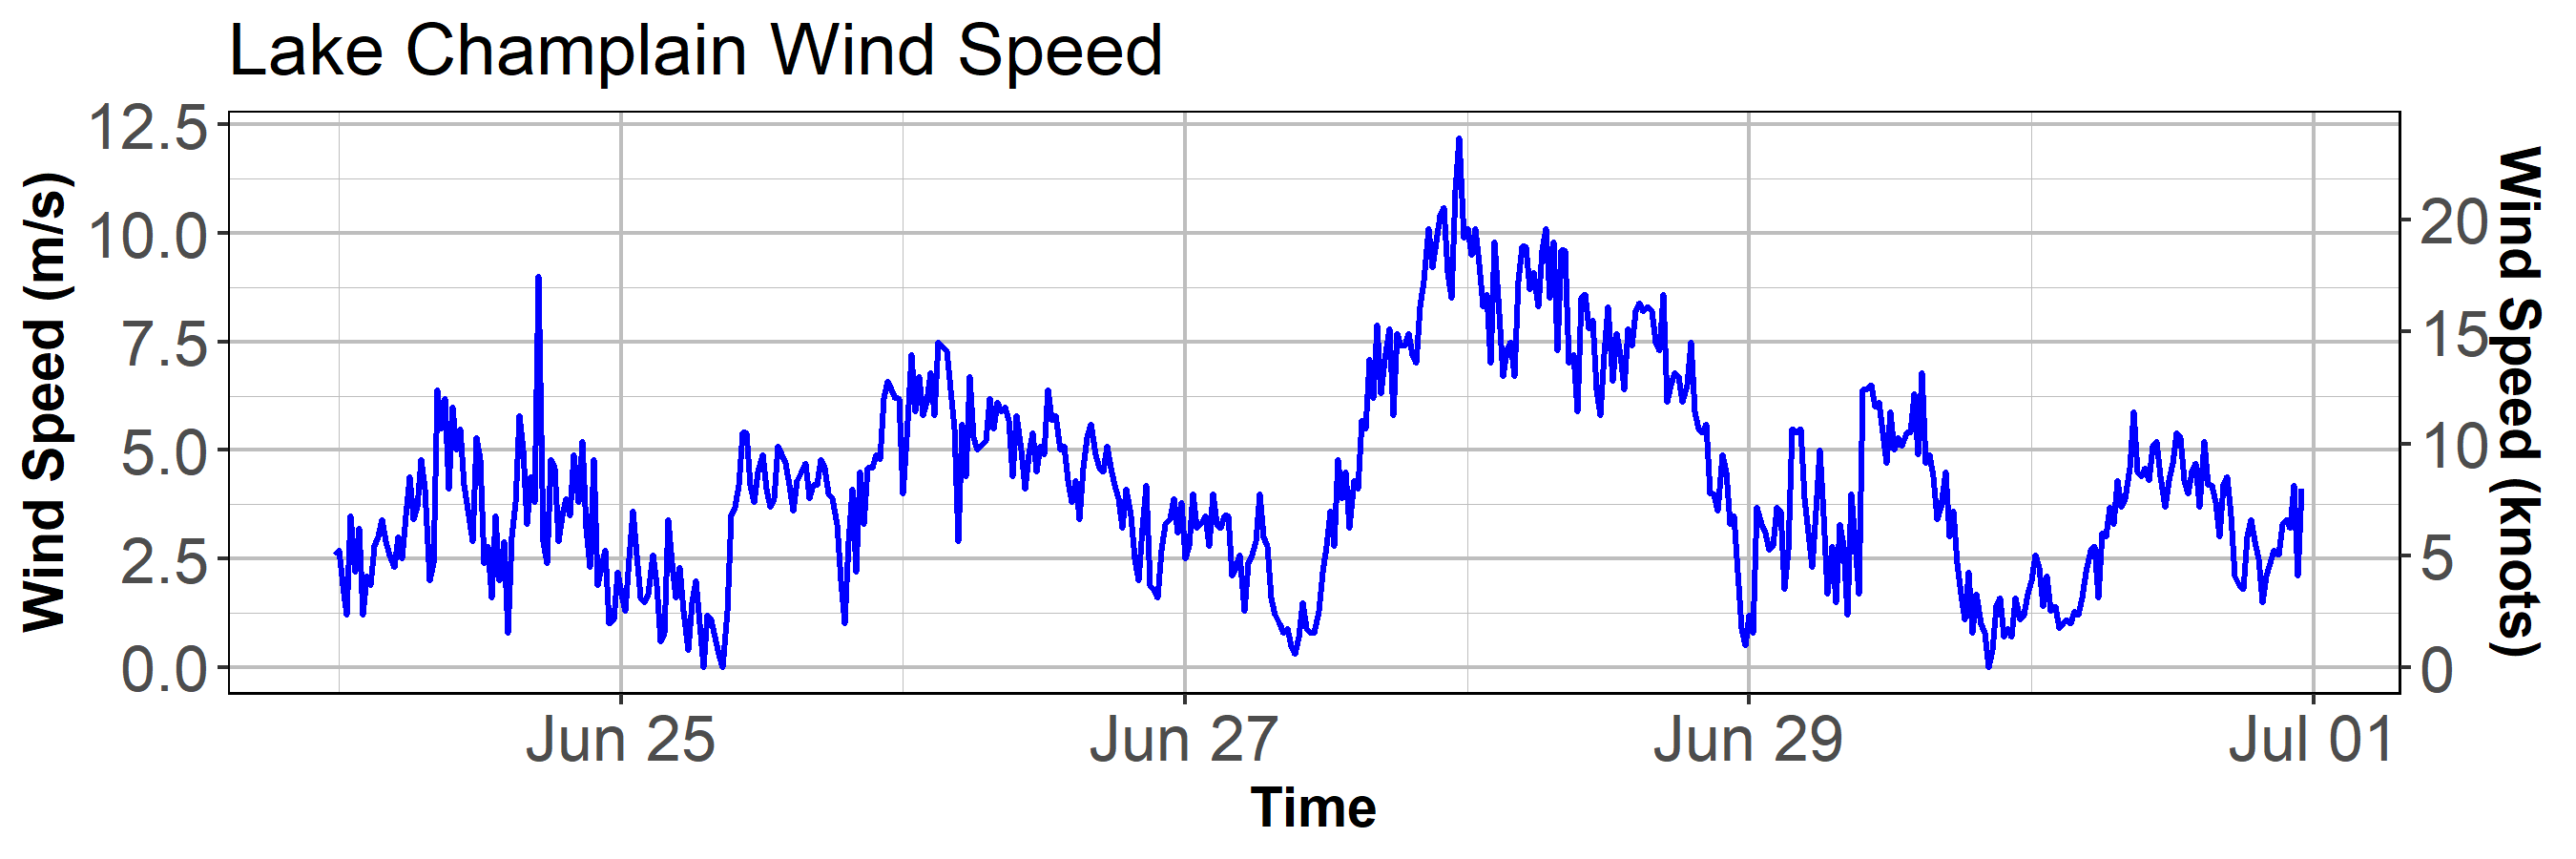 Lake Champlain Wind Speed
Wind Speed (m/s)
12.5
10.0
7.5
5.0
2.5
0.0
20
15
10
5
0
Wind Speed (knots)
Jun 25 Jun 27 Jun 29 Jul 01
Time